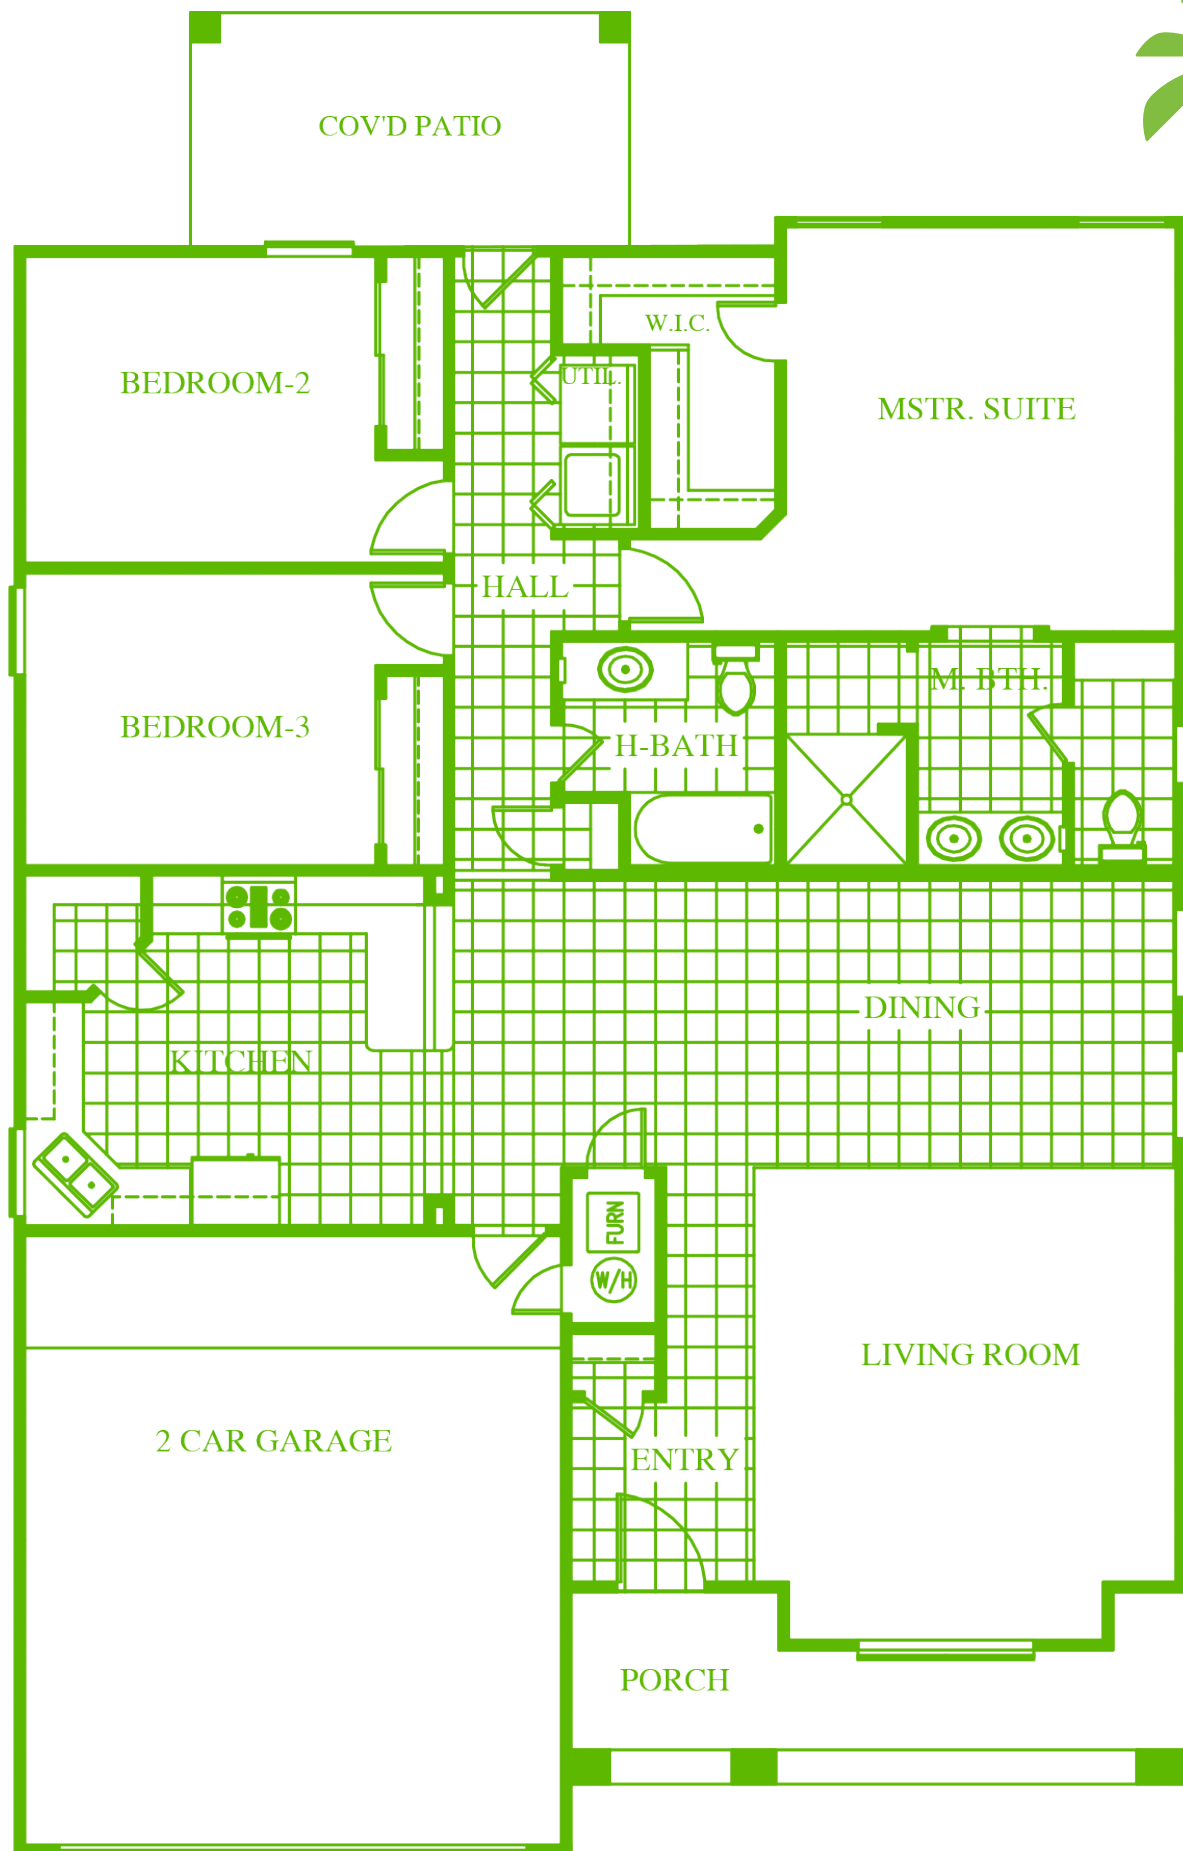 COV'D PATIO
W.I.C.
UTIL.
BEDROOM-2
MSTR. SUITE
HALL
M. BTH.
BEDROOM-3
H-BATH
DINING
KITCHEN
FURN
W/H
LIVING ROOM
2 CAR GARAGE
ENTRY
PORCH